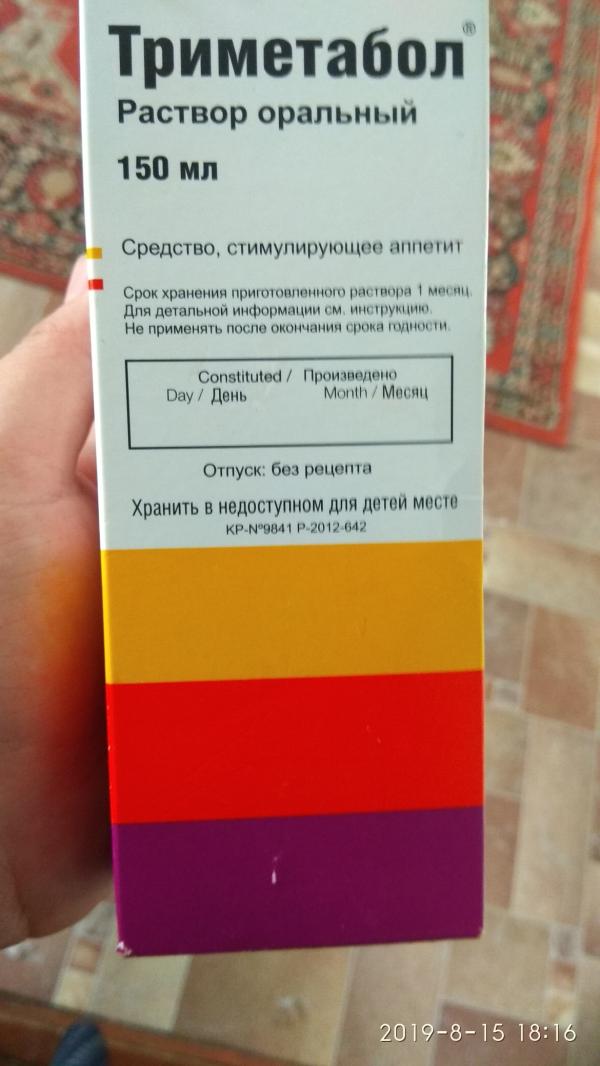 Триметабол®
Раствор оральный
150 мл
Средство, стимулирующее аппетит
Срок хранения приготовленного раствора 1 месяц.
Для детальной информации см. инструкцию.
Не применять после окончания срока годности.
Constituted / Произведено
Day / День Month / Месяц
Отпуск: без рецепта
Хранить в недоступном для детей месте
КР-Nº9841 Р-2012-642
2019-8-15 18:16